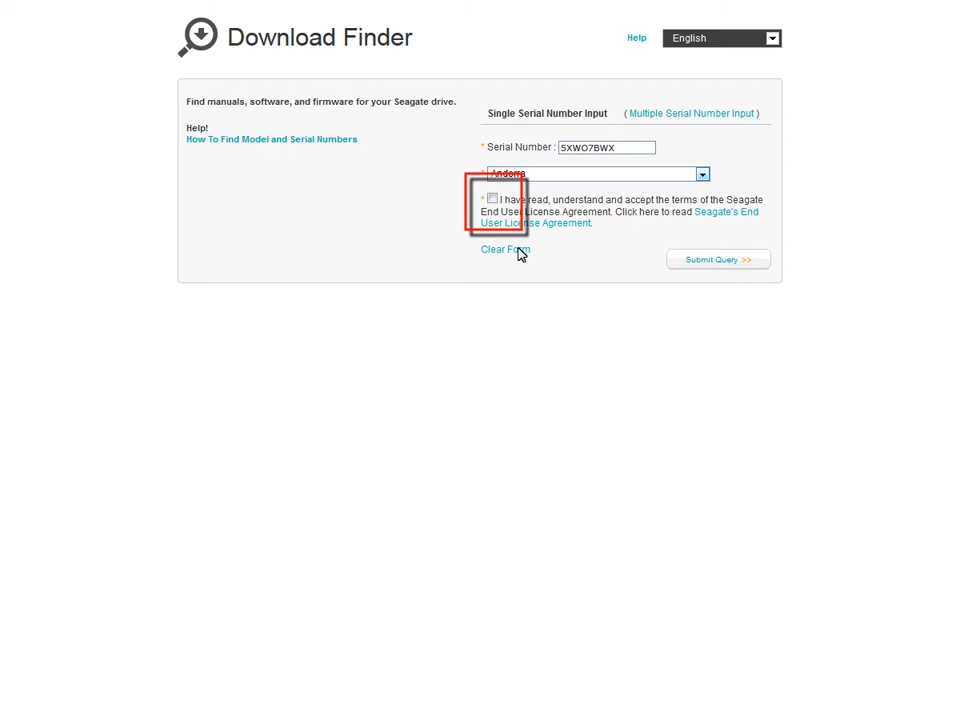 Download Finder
Help
English
Find manuals, software, and firmware for your Seagate drive.
Help!
How To Find Model and Serial Numbers
Single Serial Number Input ( Multiple Serial Number Input )
* Serial Number : 5XWO7BWX
* Andorra
* I have read, understand and accept the terms of the Seagate
End User License Agreement. Click here to read Seagate's End
User License Agreement.
Clear Form
Submit Query >>